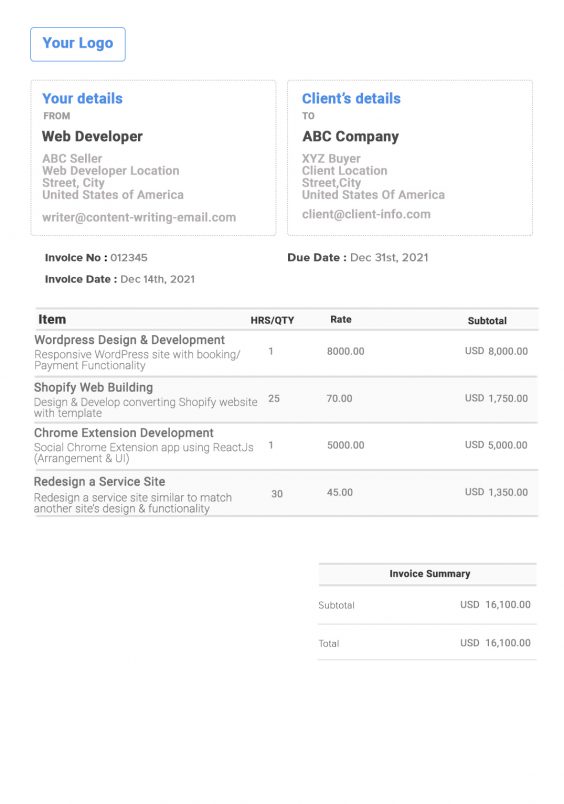 Your Logo
Your details
FROM
Web Developer
ABC Seller
Web Developer Location
Street, City
United States of America
writer@content-writing-email.com
Client’s details
TO
ABC Company
XYZ Buyer
Client Location
Street,City
United States Of America
client@client-info.com
Invoice No : 012345
Due Date : Dec 31st, 2021
Invoice Date : Dec 14th, 2021
Item HRS/QTY Rate Subtotal
Wordpress Design & Development
Responsive WordPress site with booking/ 1 8000.00 USD 8,000.00
Payment Functionality
Shopify Web Building
Design & Develop converting Shopify website 25 70.00 USD 1,750.00
with template
Chrome Extension Development
Social Chrome Extension app using ReactJs 1 5000.00 USD 5,000.00
(Arrangement & UI)
Redesign a Service Site
Redesign a service site similar to match 30 45.00 USD 1,350.00
another site’s design & functionality
Invoice Summary
Subtotal USD 16,100.00
Total USD 16,100.00